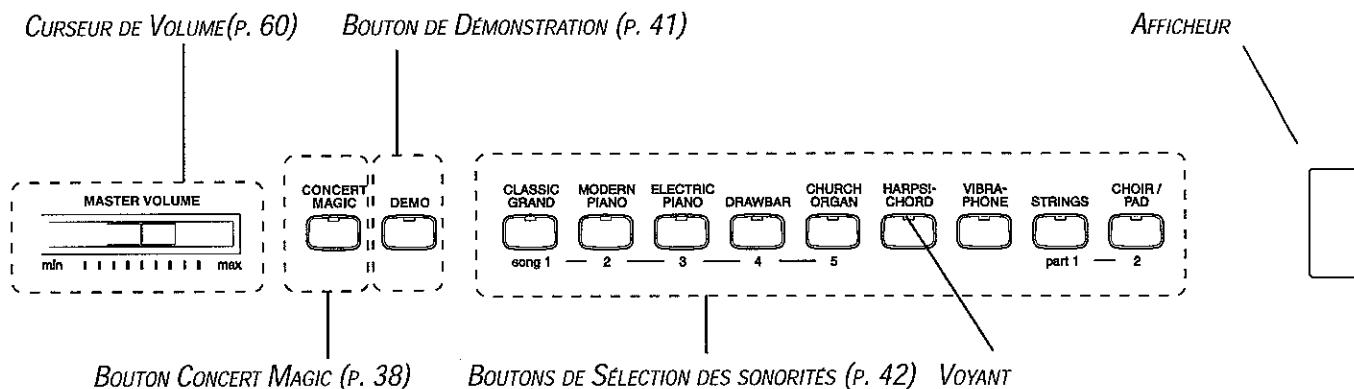 CURSEUR DE VOLUME(P. 60)
BOUTON DE DÉMONSTRATION (P. 41)
AFFICHEUR
MASTER VOLUME
min
max
CONCERT
MAGIC
DEMO
CLASSIC
GRAND
MODERN
PIANO
ELECTRIC
PIANO
DRAWBAR
CHURCH
ORGAN
HARPSI-
CHORD
VIBRA-
PHONE
STRINGS
CHOIR /
PAD
song 1 — 2 — 3 — 4 — 5
part 1 — 2
BOUTON CONCERT MAGIC (P. 38)
BOUTONS DE SÉLECTION DES SONORITÉS (P. 42)
VOYANT